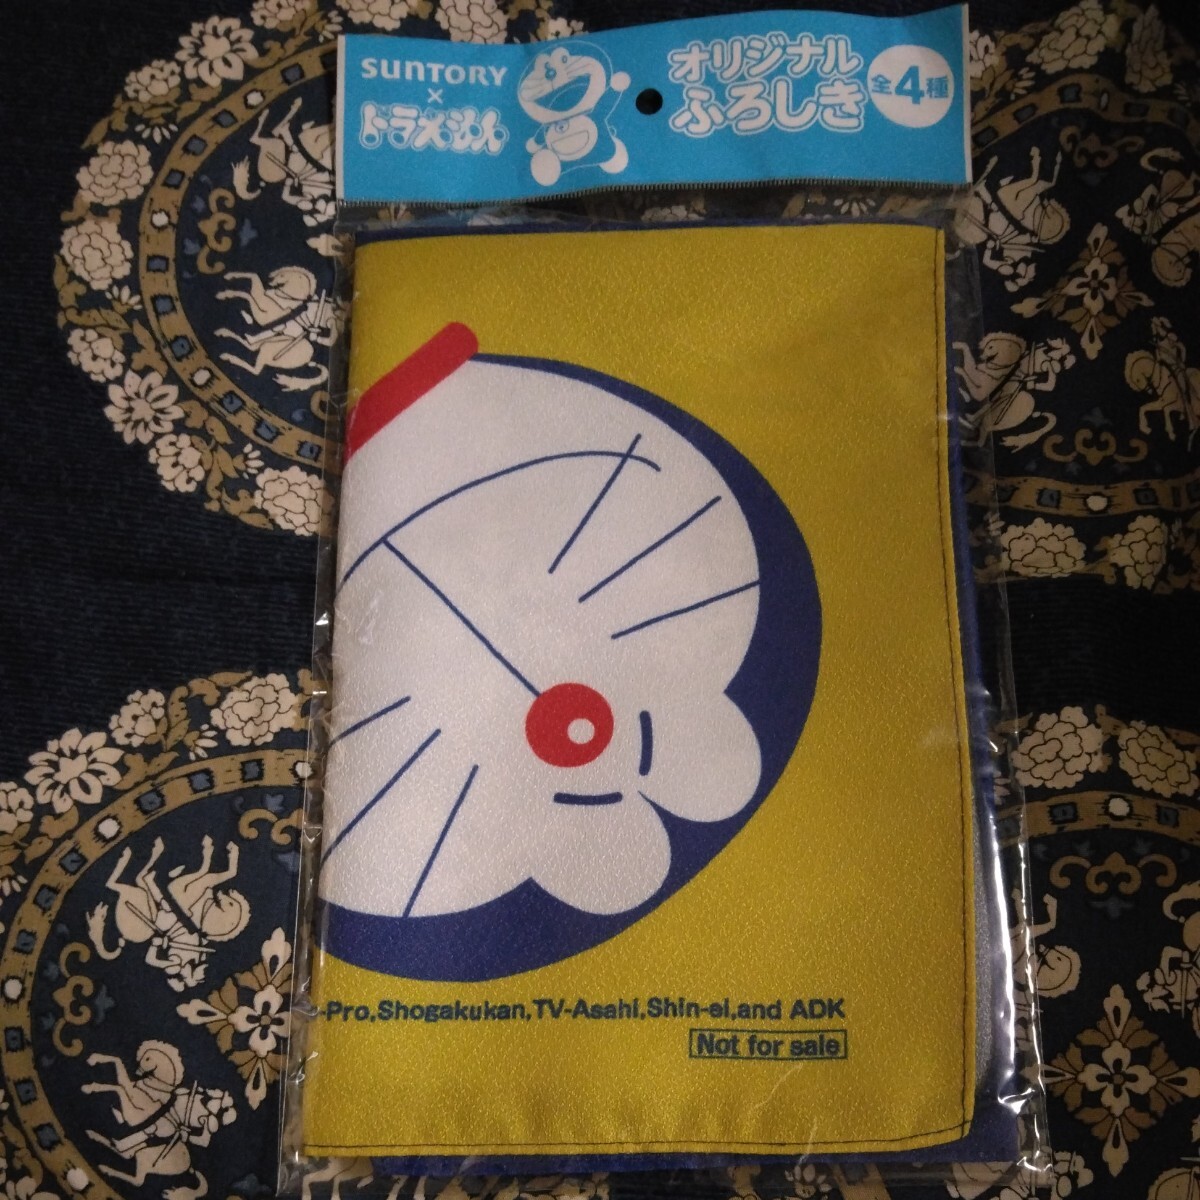 SUNTORY
×
ドラえもん
オリジナル
ふろしき
全4種
-Pro,Shogakukan,TV-Asahi,Shin-ei,and ADK
Not for sale